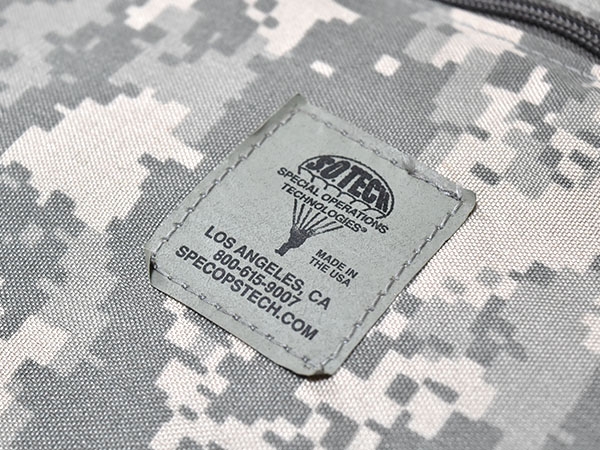 SOTECH
SPECIAL OPERATIONS
TECHNOLOGIES®
MADE IN
THE USA
LOS ANGELES, CA
800-615-9007
SPECOPSTECH.COM